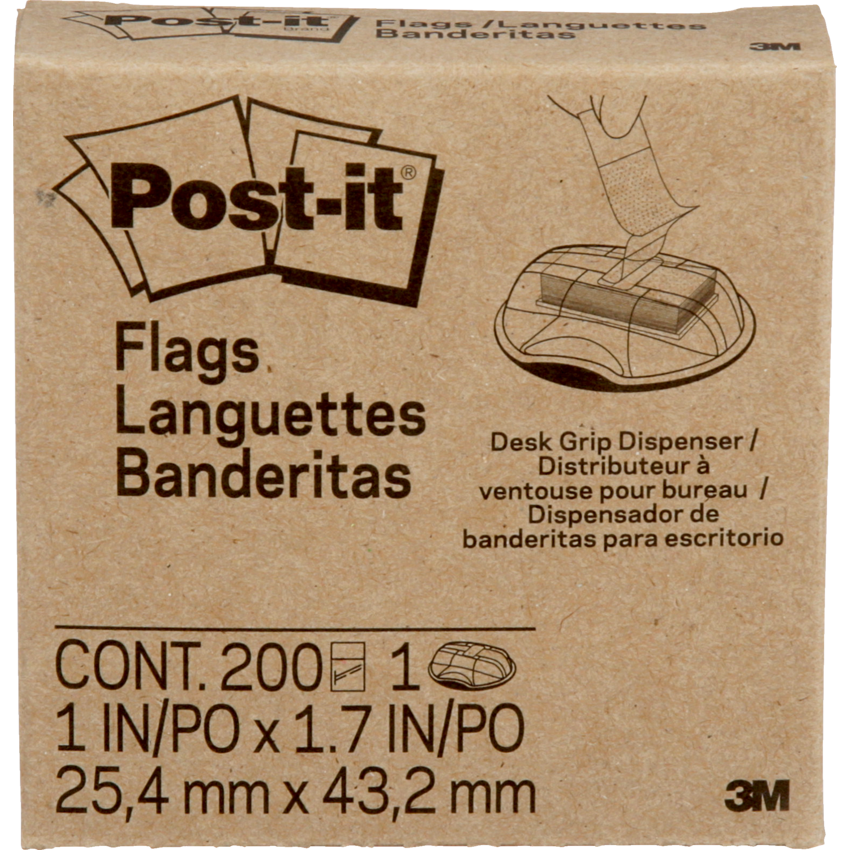 Post-it Flags /Languettes
Brand Banderitas
3M
Post-it®
Flags
Languettes
Banderitas
Desk Grip Dispenser /
Distributeur à
ventouse pour bureau /
Dispensador de
banderitas para escritorio
CONT. 200 1
1 IN/PO x 1.7 IN/PO
25,4 mm x 43,2 mm
3M